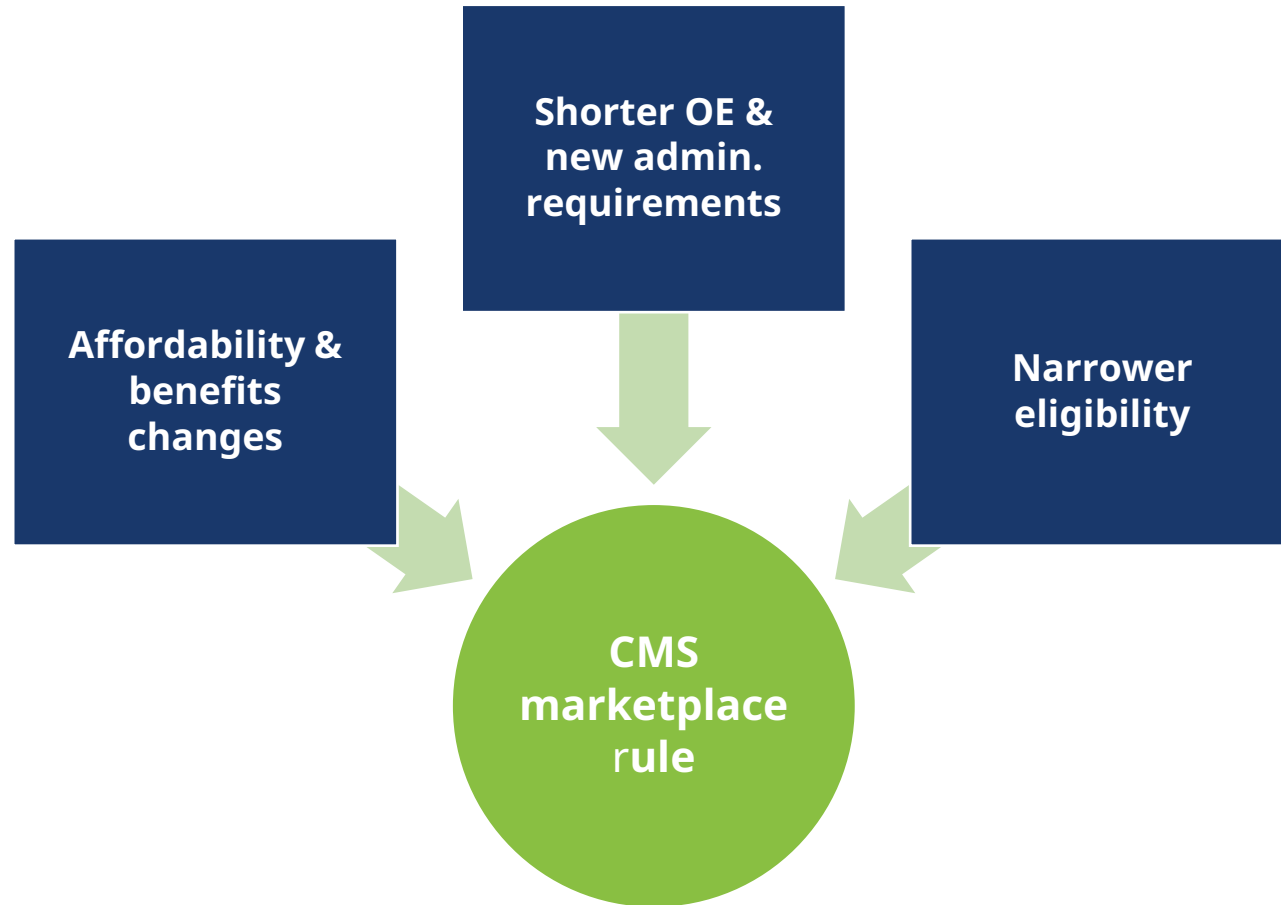 Shorter OE &
new admin.
requirements
Affordability &
benefits
changes
Narrower
eligibility
CMS
marketplace
rule